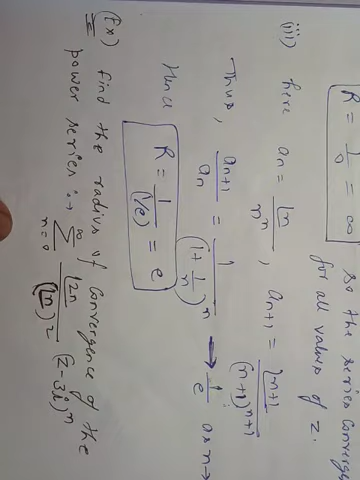 R = 1/0 = ∞ so the series converge
for all values of z.
(iii) here an = ⌊n / nⁿ , an+1 = ⌊n+1 / (n+1)ⁿ⁺¹
Thus, an+1 / an = 1 / (1 + 1/n)ⁿ → 1/e as n →
Hence
R = 1/(1/e) = e
(Ex) find the radius of Convergence of the
power series :→ ∞ Σ n=0 ⌊2n / (⌊n)² (z-3i)ⁿ